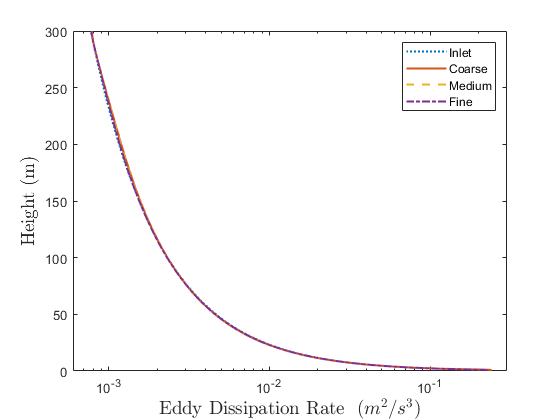 300
250
200
150
100
50
0
Height (m)
Inlet
Coarse
Medium
Fine
10^-3
10^-2
10^-1
Eddy Dissipation Rate (m^2/s^3)